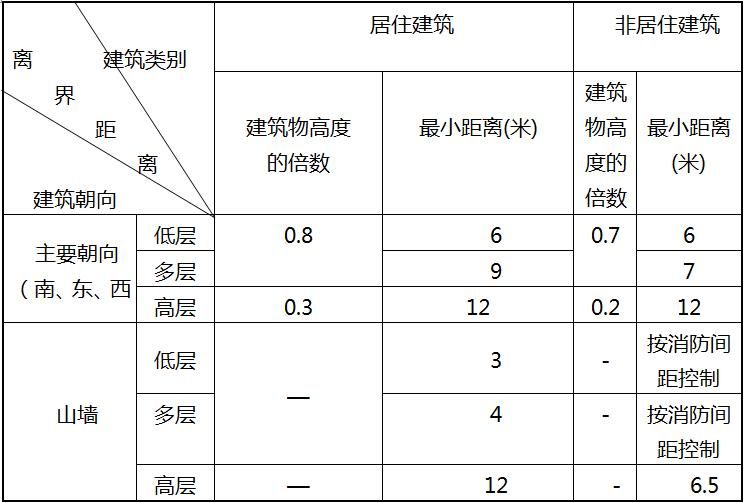 居住建筑 非居住建筑
离 建筑类别
界
距
离
建筑朝向
建筑物高度
的倍数
最小距离(米)
建筑
物高
度的
倍数
最小距离
(米)
主要朝向
（南、东、西
低层 0.8 6 0.7 6
多层 9 7
高层 0.3 12 0.2 12
山墙
低层 — 3 - 按消防间
距控制
多层 4 - 按消防间
距控制
高层 — 12 - 6.5